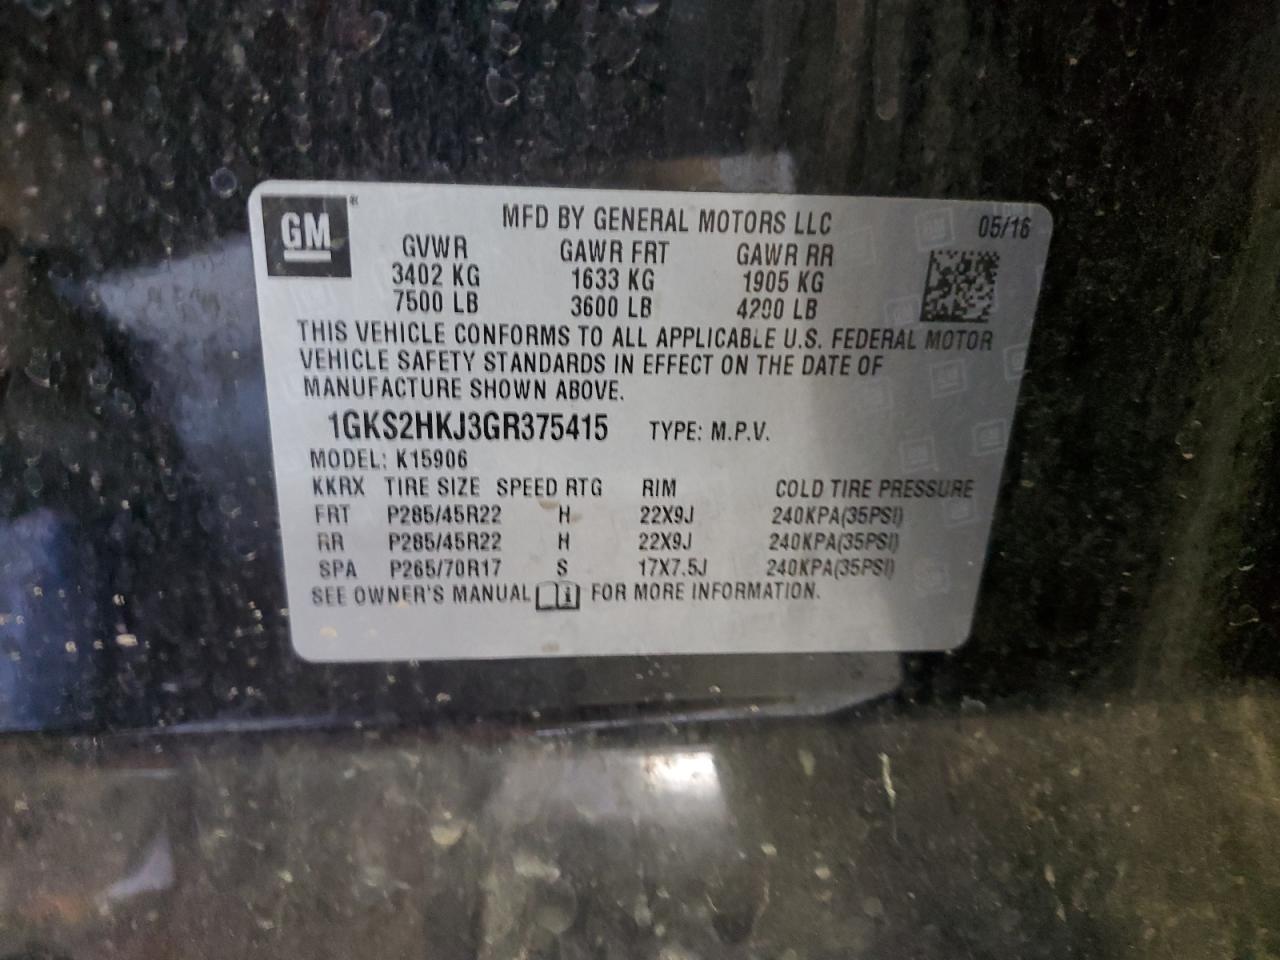 GM ®
MFD BY GENERAL MOTORS LLC 05/16
GVWR GAWR FRT GAWR RR
3402 KG 1633 KG 1905 KG
7500 LB 3600 LB 4200 LB
THIS VEHICLE CONFORMS TO ALL APPLICABLE U.S. FEDERAL MOTOR
VEHICLE SAFETY STANDARDS IN EFFECT ON THE DATE OF
MANUFACTURE SHOWN ABOVE.
1GKS2HKJ3GR375415 TYPE: M.P.V.
MODEL: K15906
KKRX TIRE SIZE SPEED RTG RIM COLD TIRE PRESSURE
FRT P285/45R22 H 22X9J 240KPA(35PSI)
RR P285/45R22 H 22X9J 240KPA(35PSI)
SPA P265/70R17 S 17X7.5J 240KPA(35PSI)
SEE OWNER'S MANUAL FOR MORE INFORMATION.